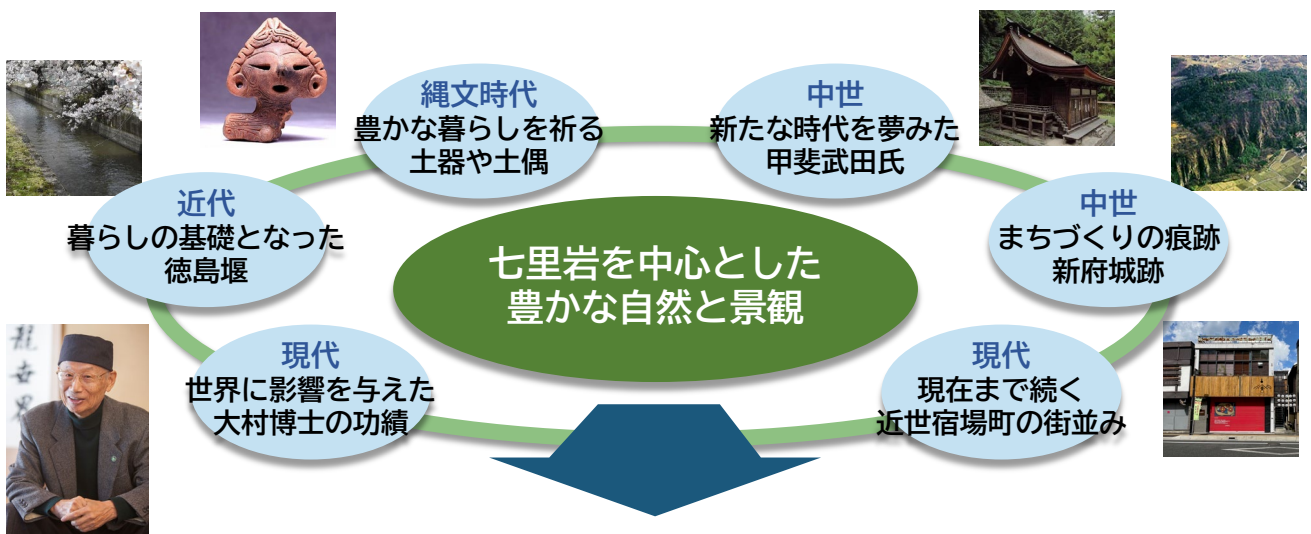 縄文時代
豊かな暮らしを祈る
土器や土偶
中世
新たな時代を夢みた
甲斐武田氏
近代
暮らしの基礎となった
徳島堰
中世
まちづくりの痕跡
新府城跡
七里岩を中心とした
豊かな自然と景観
現代
世界に影響を与えた
大村博士の功績
現代
現在まで続く
近世宿場町の街並み